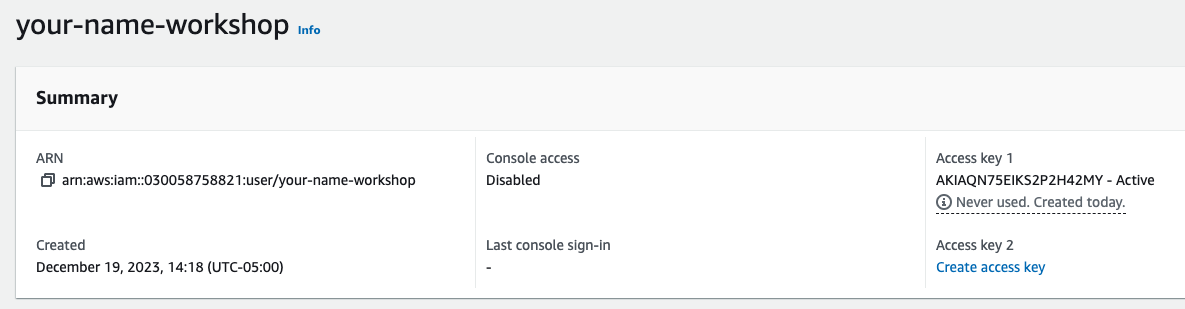 your-name-workshop Info
Summary
ARN
arn:aws:iam::030058758821:user/your-name-workshop
Console access
Disabled
Access key 1
AKIAQN75EIKS2P2H42MY - Active
Never used. Created today.
Created
December 19, 2023, 14:18 (UTC-05:00)
Last console sign-in
-
Access key 2
Create access key